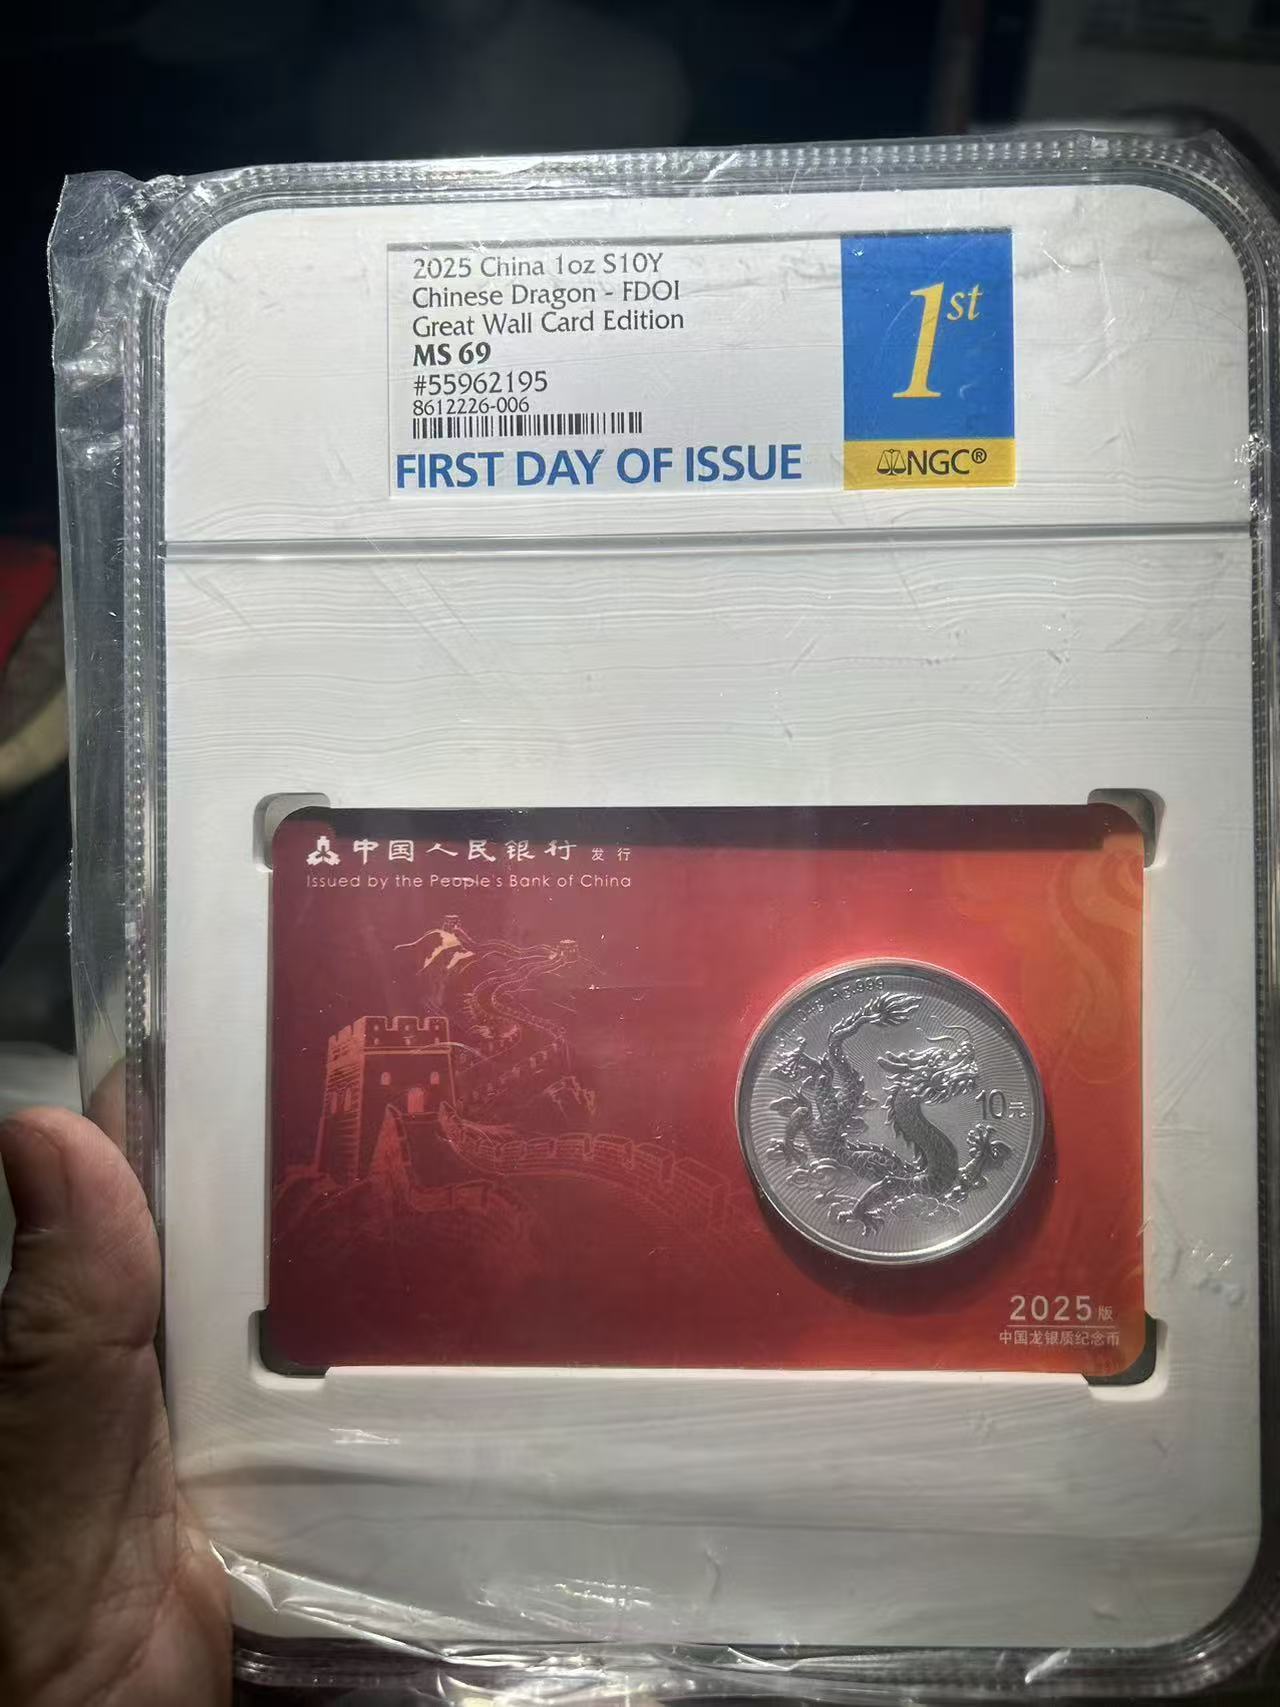 2025 China 1oz S10Y
Chinese Dragon - FDOI
Great Wall Card Edition
MS 69
#55962195
8612226-006
FIRST DAY OF ISSUE
1st
NGC®
中国人民银行 发行
Issued by the People's Bank of China
Ag.999
10元
2025版
中国龙银质纪念币